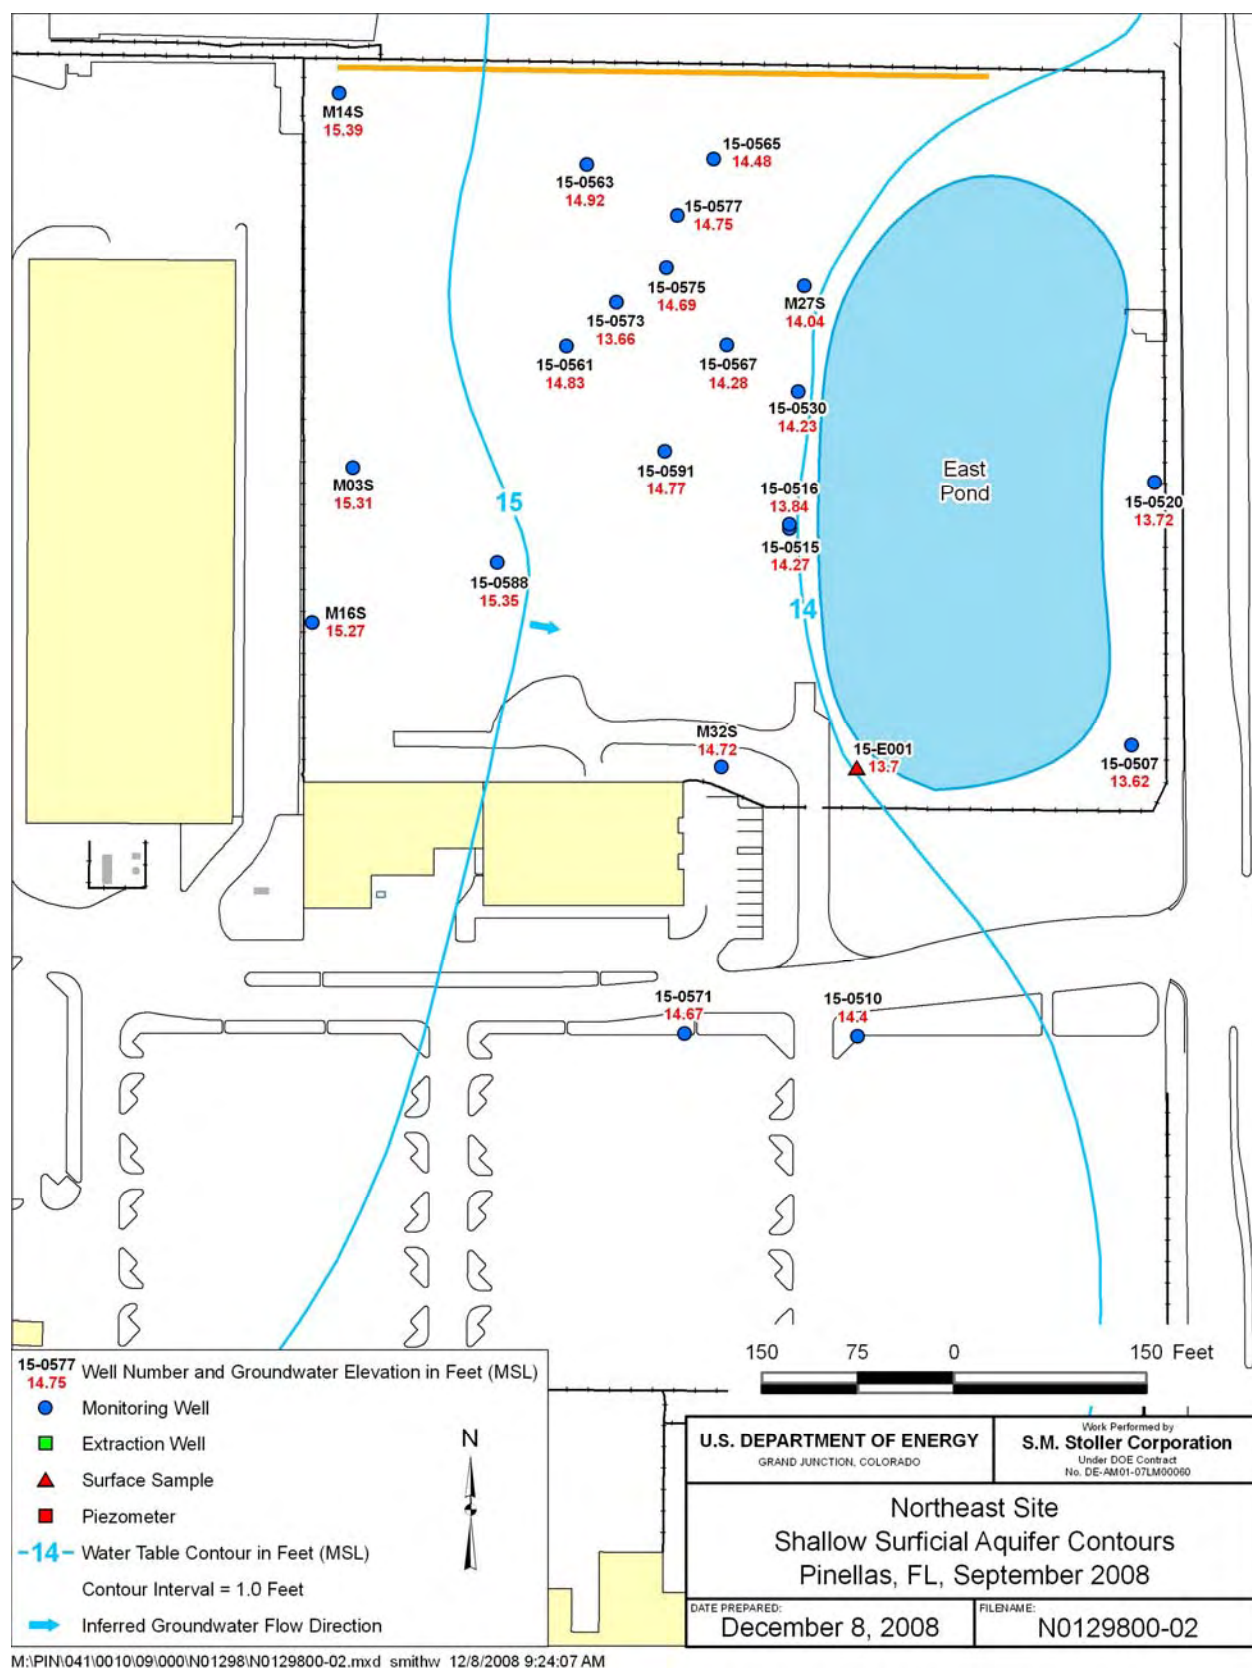 M14S
15.39
15-0565
14.48
15-0563
14.92
15-0577
14.75
15-0575
14.69
M27S
14.04
15-0573
13.66
15-0561
14.83
15-0567
14.28
15-0530
14.23
15-0591
14.77
East
Pond
M03S
15.31
15
15-0516
13.84
15-0520
13.72
15-0515
14.27
15-0588
15.35
14
M16S
15.27
M32S
14.72
15-E001
13.7
15-0507
13.62
15-0571
14.67
15-0510
14.4
150 75 0 150 Feet
15-0577
14.75
Well Number and Groundwater Elevation in Feet (MSL)
Monitoring Well
Extraction Well
Surface Sample
Piezometer
-14- Water Table Contour in Feet (MSL)
Contour Interval = 1.0 Feet
Inferred Groundwater Flow Direction
N
U.S. DEPARTMENT OF ENERGY
GRAND JUNCTION, COLORADO
Work Performed by
S.M. Stoller Corporation
Under DOE Contract
No. DE-AM01-07LM00060
Northeast Site
Shallow Surficial Aquifer Contours
Pinellas, FL, September 2008
DATE PREPARED:
December 8, 2008
FILENAME:
N0129800-02
M:\PIN\041\0010\09\000\N01298\N0129800-02.mxd smithw 12/8/2008 9:24:07 AM